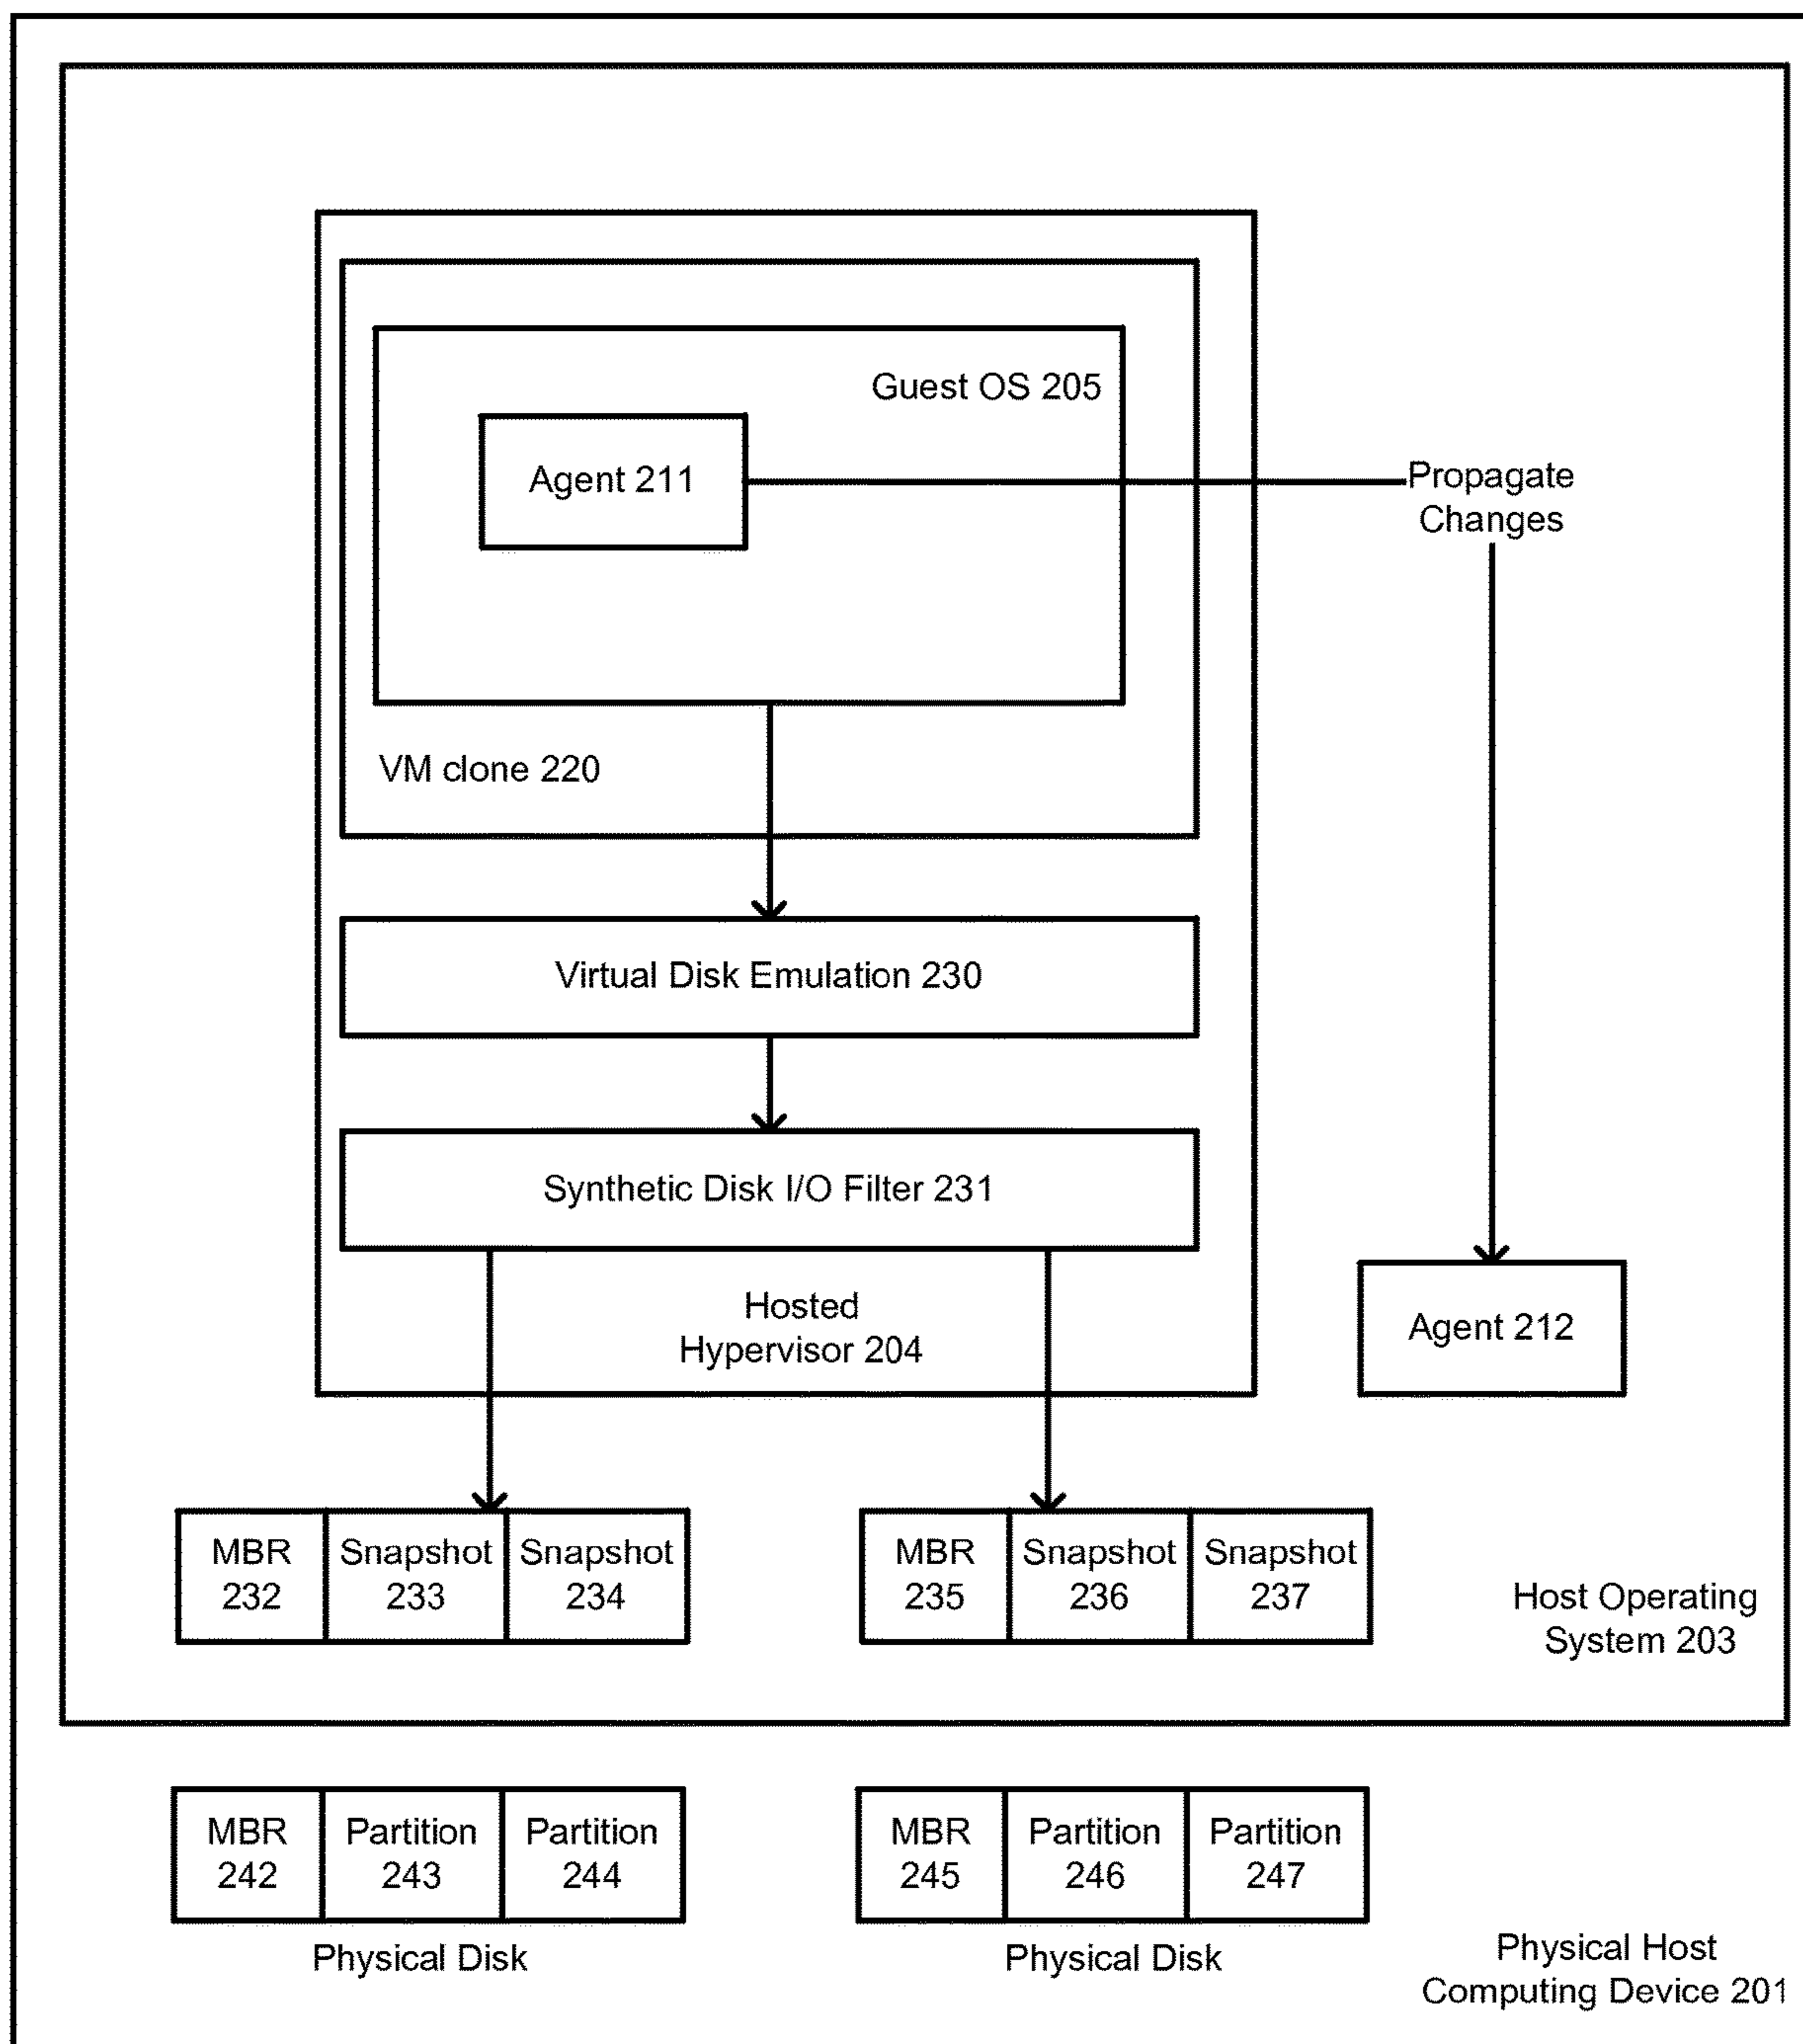 Guest OS 205
Agent 211
Propagate
Changes
VM clone 220
Virtual Disk Emulation 230
Synthetic Disk I/O Filter 231
Hosted
Hypervisor 204
Agent 212
MBR
232
Snapshot
233
Snapshot
234
MBR
235
Snapshot
236
Snapshot
237
Host Operating
System 203
MBR
242
Partition
243
Partition
244
MBR
245
Partition
246
Partition
247
Physical Disk
Physical Disk
Physical Host
Computing Device 201